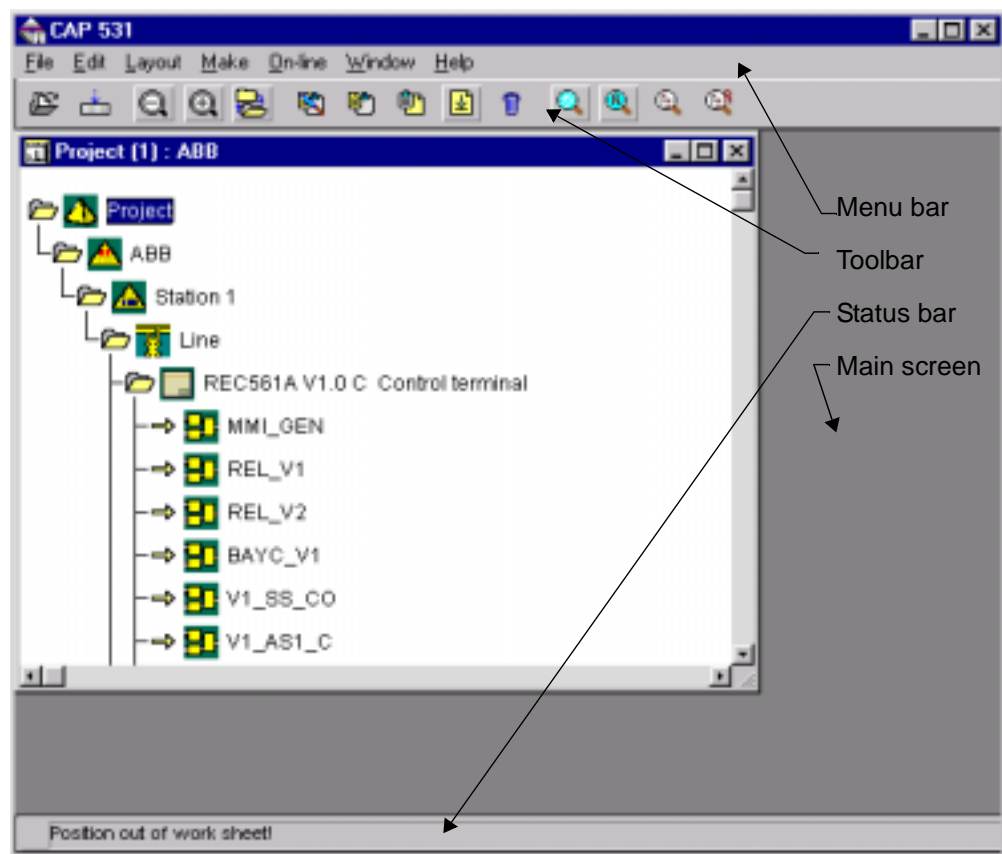 CAP 531
File Edit Layout Make On-line Window Help
Project (1) : ABB
Project
ABB
Station 1
Line
REC561A V1.0 C Control terminal
MMI_GEN
REL_V1
REL_V2
BAYC_V1
V1_SS_CO
V1_AS1_C
Menu bar
Toolbar
Status bar
Main screen
Position out of work sheet!